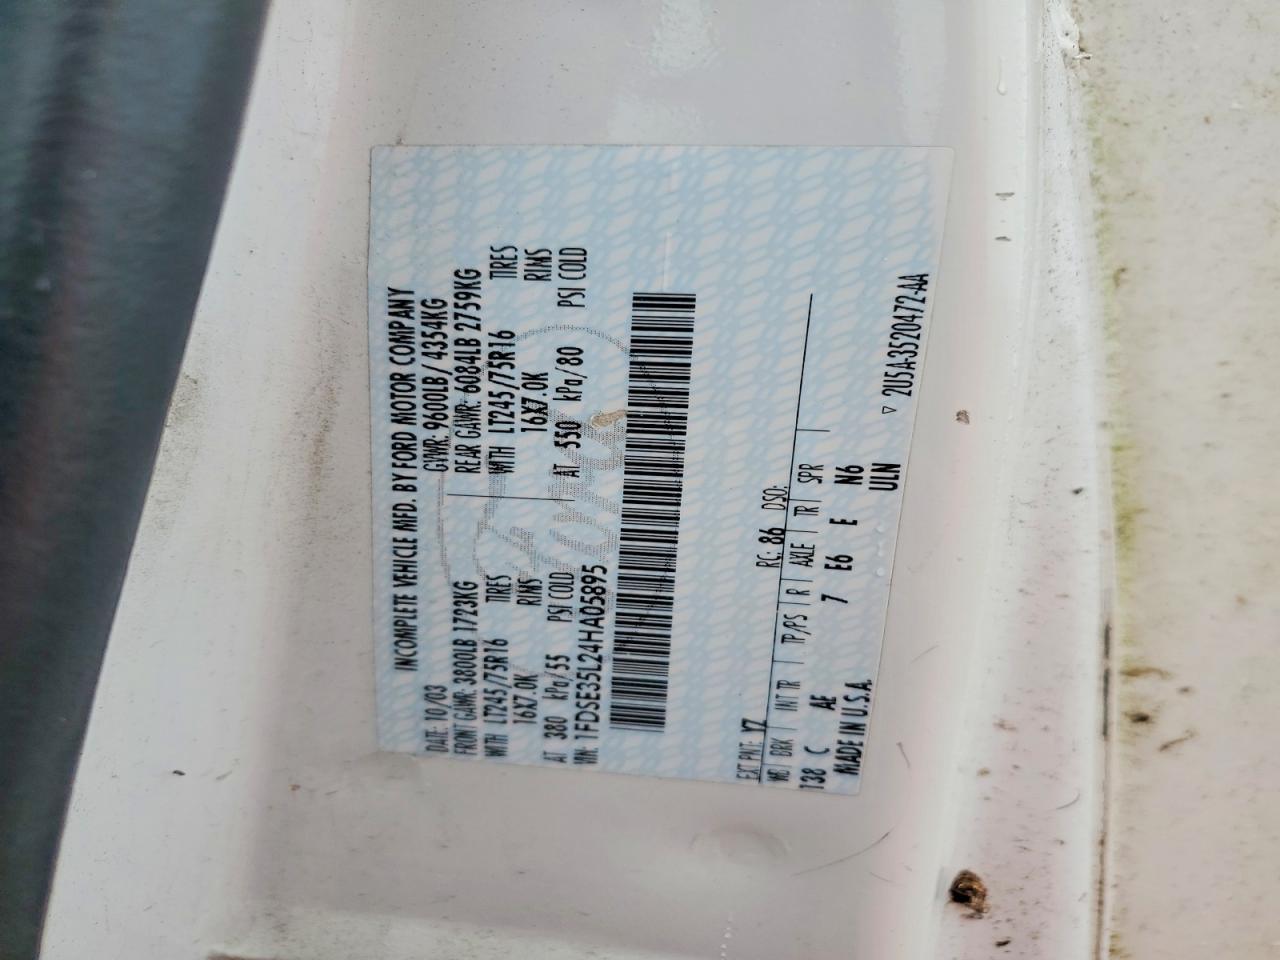 INCOMPLETE VEHICLE MFD. BY FORD MOTOR COMPANY
DATE: 10/03 GVWR: 9600LB/ 4354KG
FRONT GAWR: 3800LB 1723KG REAR GAWR: 6084LB 2759KG
WITH LT245/75R16 TIRES WITH LT245/75R16 TIRES
16X7.0K RIMS 16X7.0K RIMS
AT 380 kPa/55 PSI COLD AT 550 kPa/80 PSI COLD
VIN: 1FDSE35L24HA05895
EXT PNT: YZ RC: 86 DSO:
WB BRK INT TR TP/PS R AXLE TR SPR
138 C AE 7 E6 E N6
MADE IN U.S.A. ULN
▽ 2U5A-3520472-AA